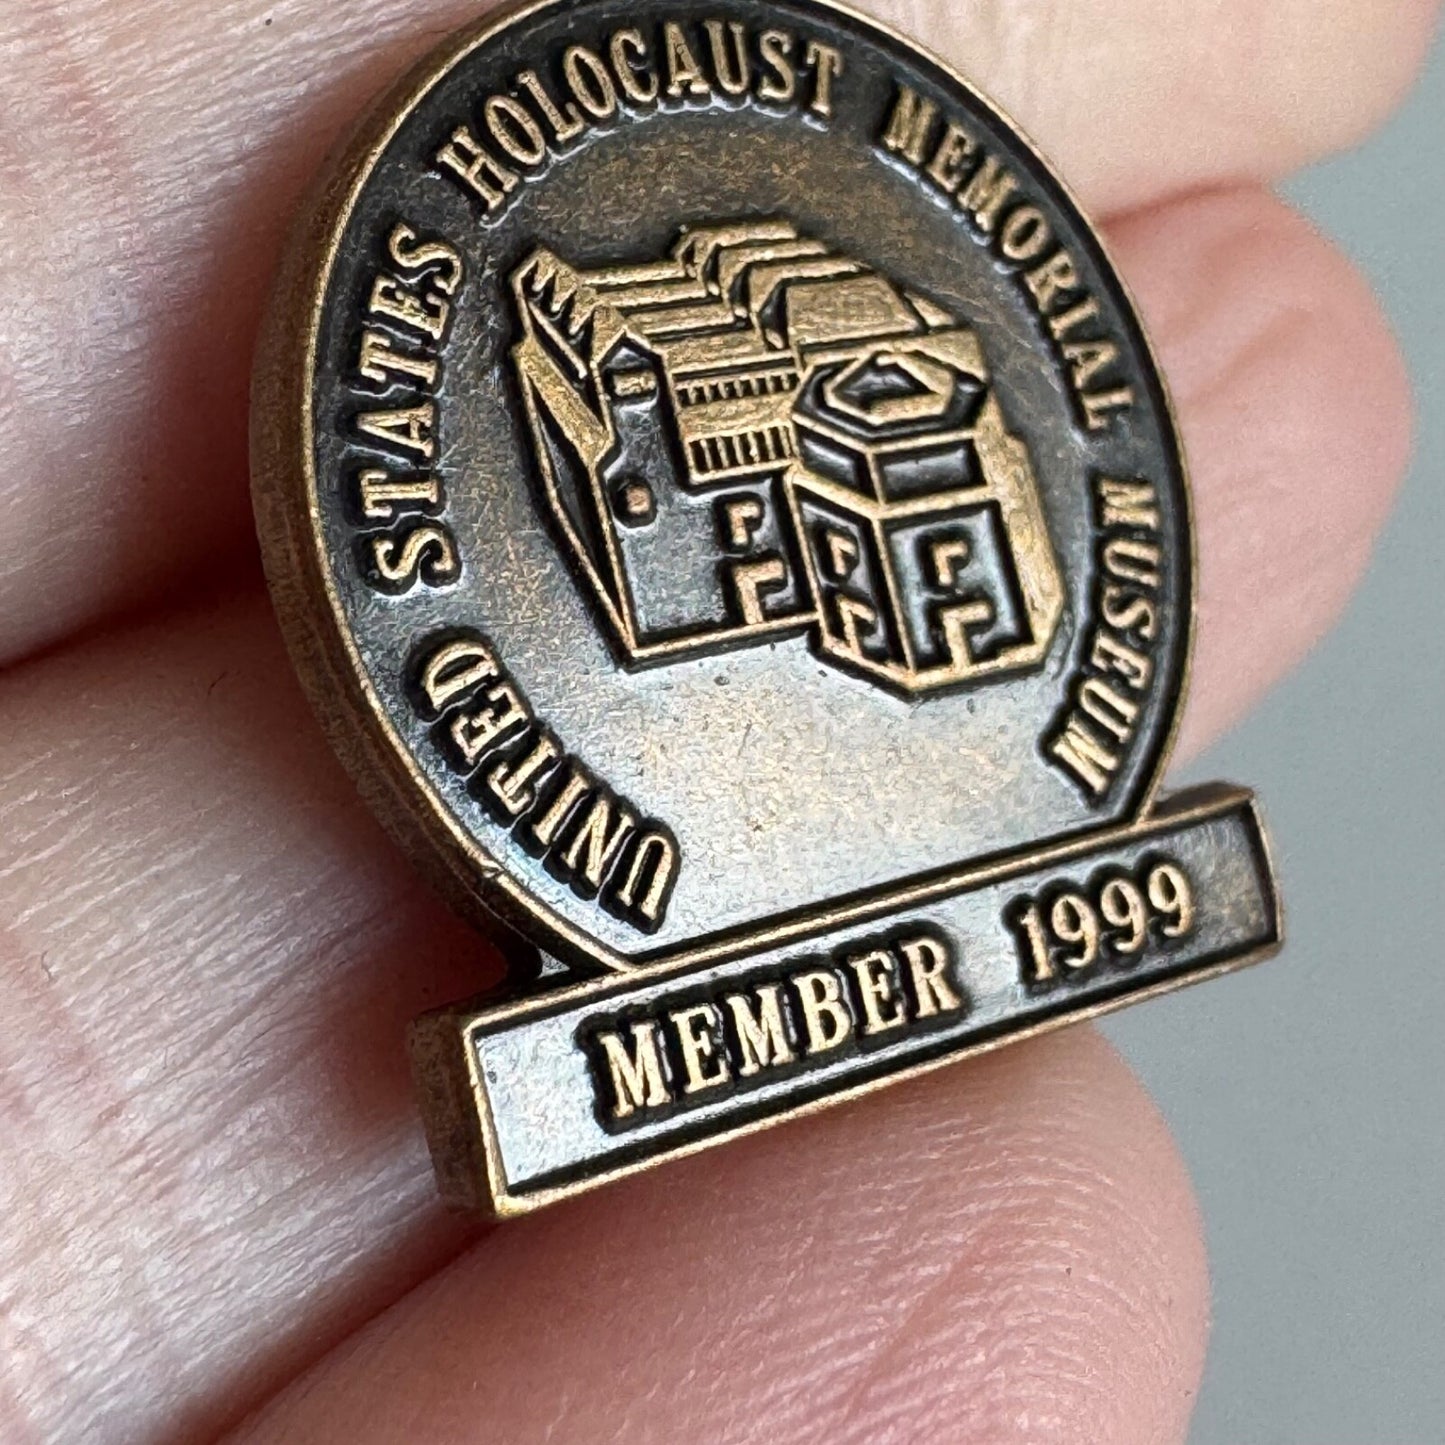 UNITED STATES HOLOCAUST MEMORIAL MUSEUM
MEMBER 1999